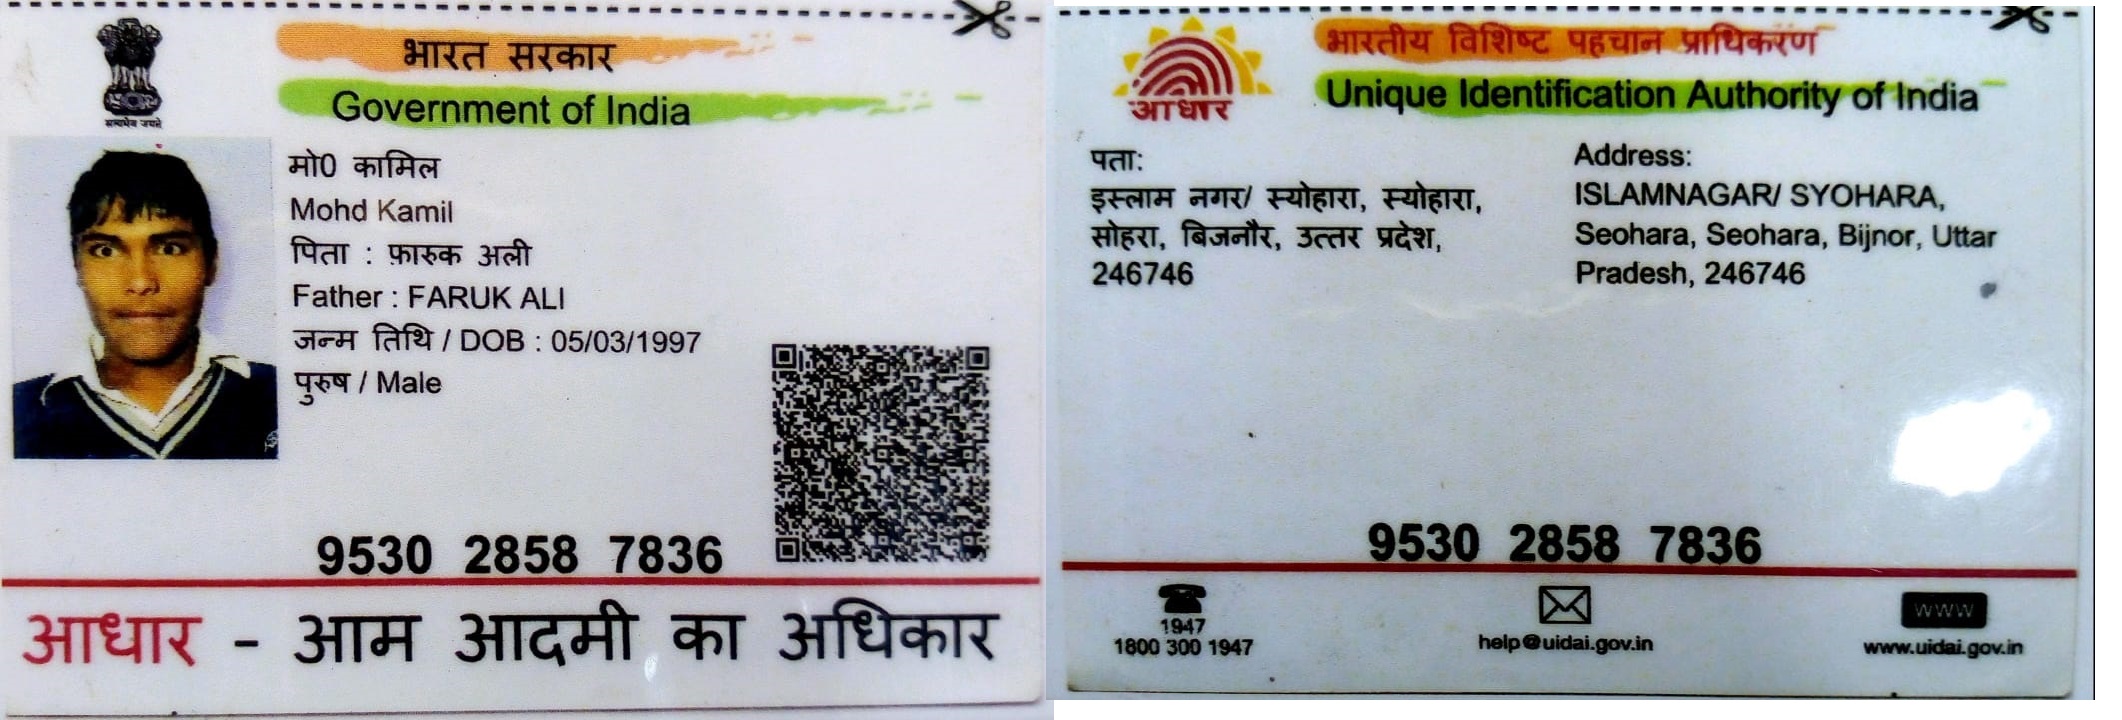 भारत सरकार
Government of India
सत्यमेव जयते
मो0 कामिल
Mohd Kamil
पिता : फ़ारुक अली
Father : FARUK ALI
जन्म तिथि / DOB : 05/03/1997
पुरुष / Male
9530 2858 7836
आधार - आम आदमी का अधिकार
भारतीय विशिष्ट पहचान प्राधिकरण
Unique Identification Authority of India
आधार
पता:
इस्लाम नगर/ स्योहारा, स्योहारा,
सोहरा, बिजनौर, उत्तर प्रदेश,
246746
Address:
ISLAMNAGAR/ SYOHARA,
Seohara, Seohara, Bijnor, Uttar
Pradesh, 246746
9530 2858 7836
1947
1800 300 1947
help@uidai.gov.in
www
www.uidai.gov.in